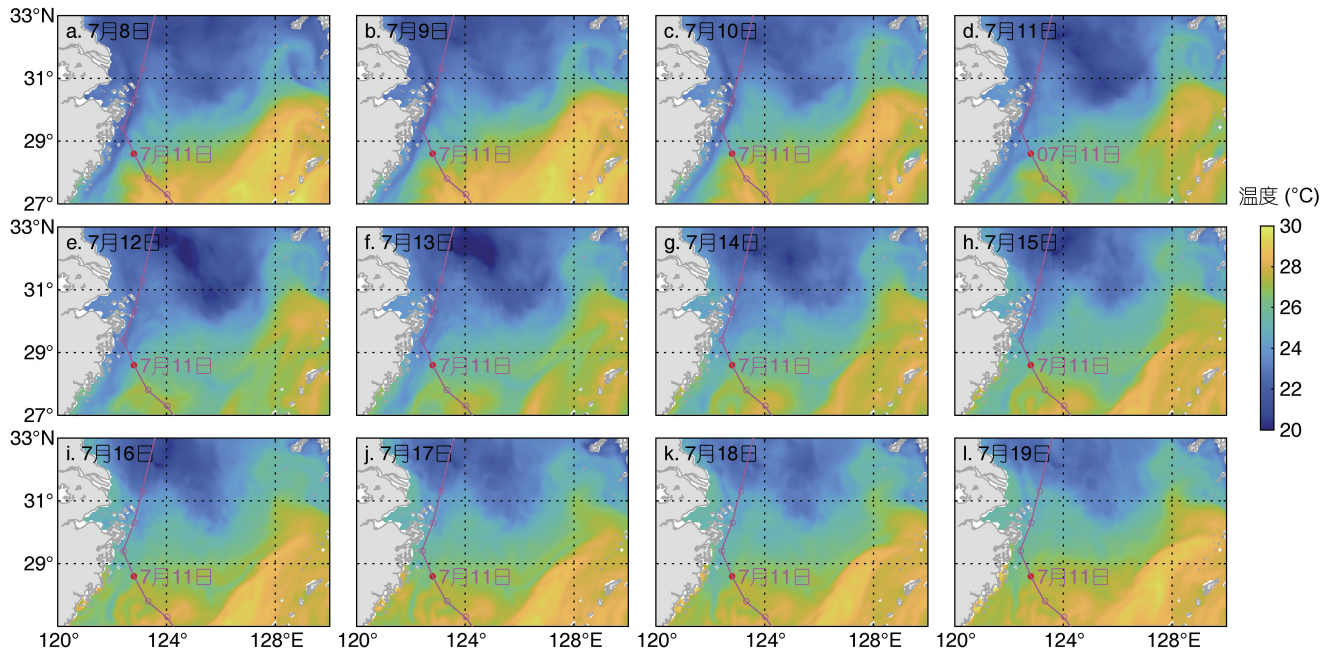 33°N
a. 7月8日
b. 7月9日
c. 7月10日
d. 7月11日
31°
29°
7月11日
7月11日
7月11日
07月11日
27°
温度 (°C)
33°N
e. 7月12日
f. 7月13日
g. 7月14日
h. 7月15日
30
31°
28
26
29°
7月11日
7月11日
7月11日
7月11日
24
22
27°
20
33°N
i. 7月16日
j. 7月17日
k. 7月18日
l. 7月19日
31°
29°
7月11日
7月11日
7月11日
7月11日
120° 124° 128°E
120° 124° 128°E
120° 124° 128°E
120° 124° 128°E